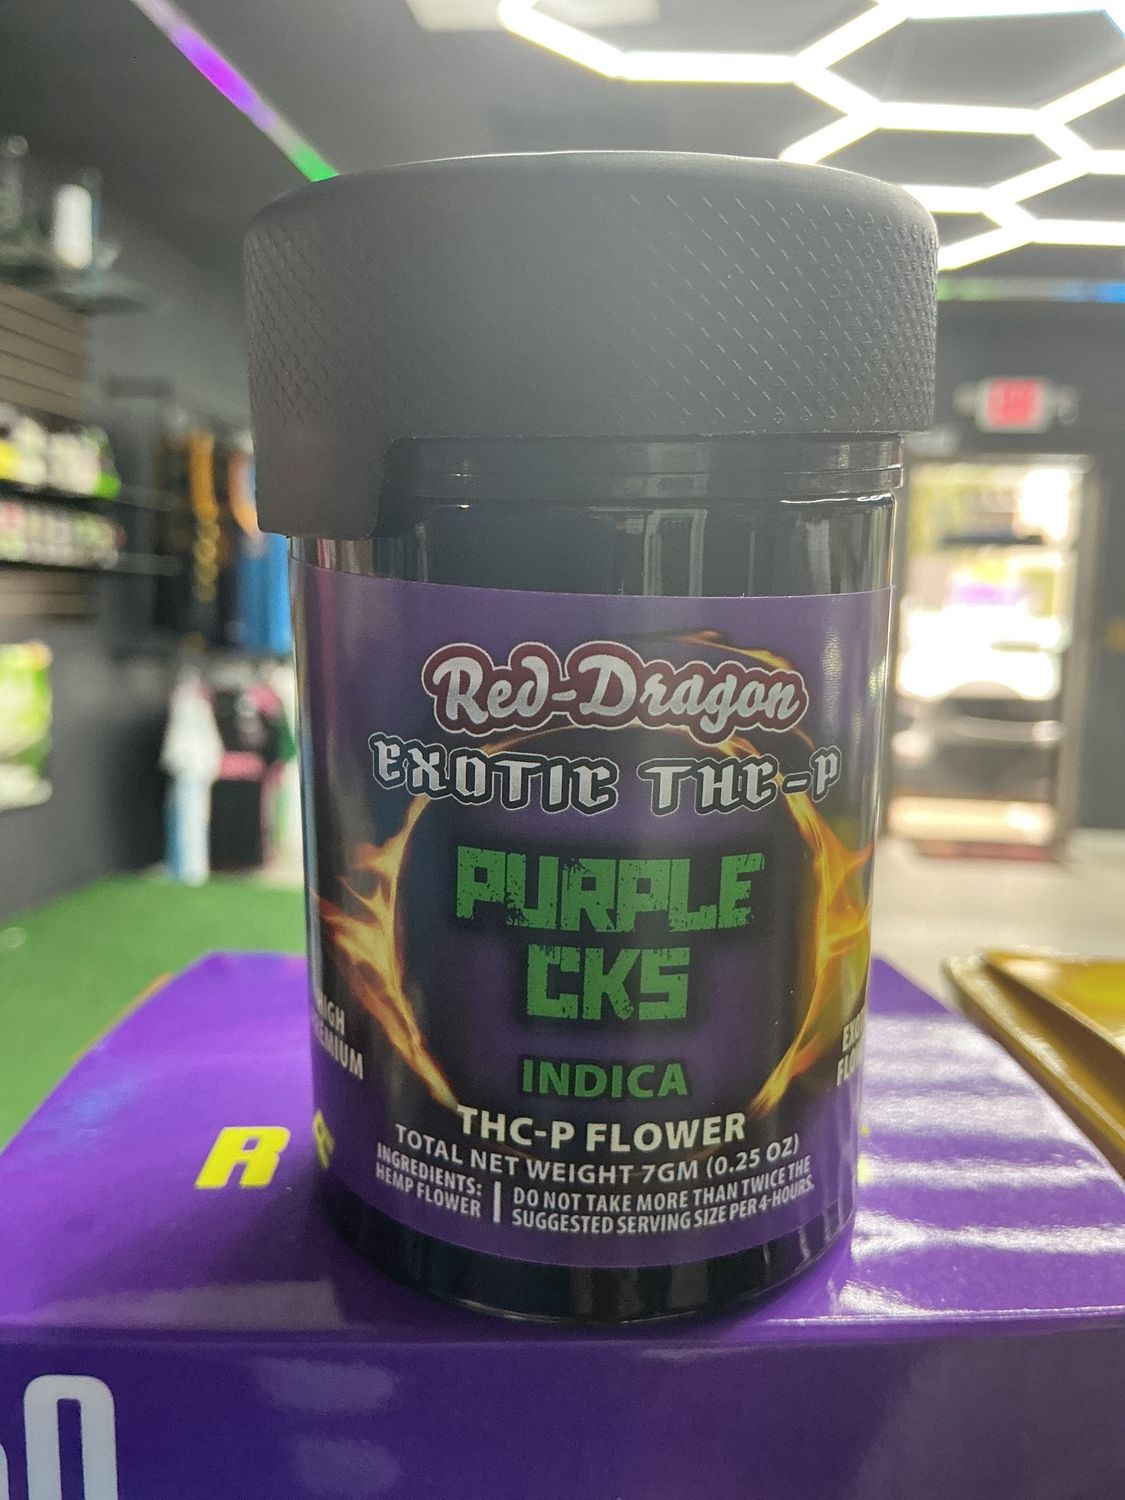 Red-Dragon
EXOTIC THC-P
PURPLE
CKS
INDICA
THC-P FLOWER
TOTAL NET WEIGHT 7GM (0.25 OZ)
INGREDIENTS:
HEMP FLOWER
DO NOT TAKE MORE THAN TWICE THE
SUGGESTED SERVING SIZE PER 4-HOURS.